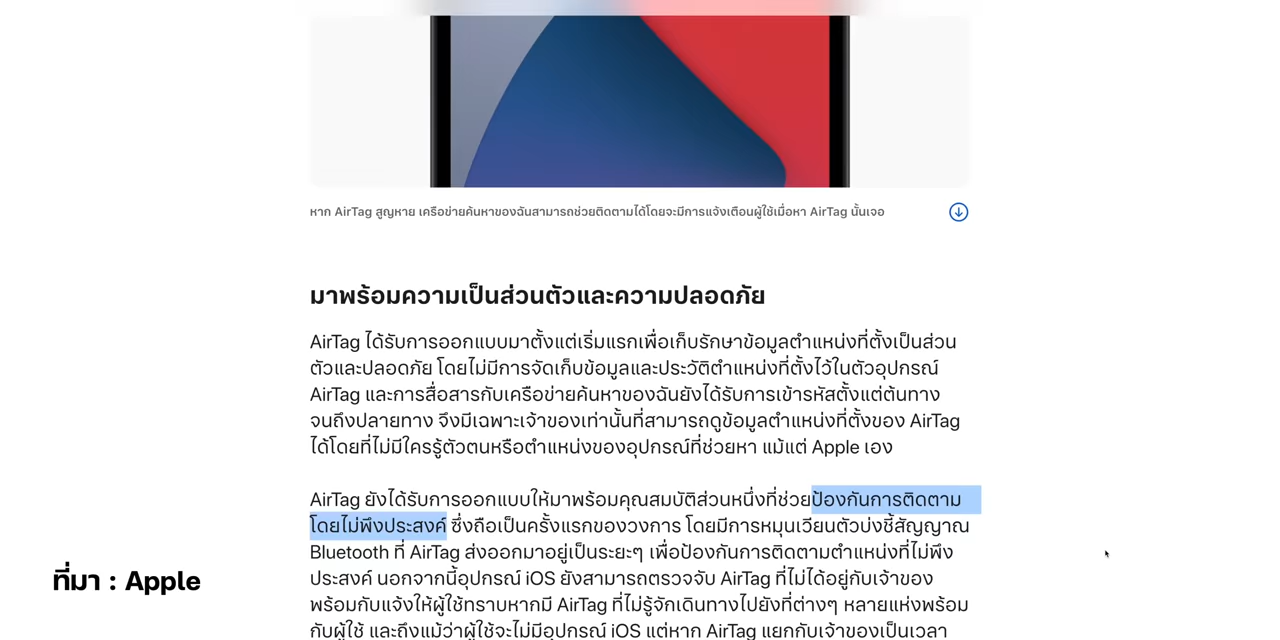 หาก AirTag สูญหาย เครือข่ายค้นหาของฉันสามารถช่วยติดตามได้โดยจะมีการแจ้งเตือนผู้ใช้เมื่อหา AirTag นั้นเจอ
มาพร้อมความเป็นส่วนตัวและความปลอดภัย
AirTag ได้รับการออกแบบมาตั้งแต่เริ่มแรกเพื่อเก็บรักษาข้อมูลตำแหน่งที่ตั้งเป็นส่วน
ตัวและปลอดภัย โดยไม่มีการจัดเก็บข้อมูลและประวัติตำแหน่งที่ตั้งไว้ในตัวอุปกรณ์
AirTag และการสื่อสารกับเครือข่ายค้นหาของฉันยังได้รับการเข้ารหัสตั้งแต่ต้นทาง
จนถึงปลายทาง จึงมีเฉพาะเจ้าของเท่านั้นที่สามารถดูข้อมูลตำแหน่งที่ตั้งของ AirTag
ได้โดยที่ไม่มีใครรู้ตัวตนหรือตำแหน่งของอุปกรณ์ที่ช่วยหา แม้แต่ Apple เอง
AirTag ยังได้รับการออกแบบให้มาพร้อมคุณสมบัติส่วนหนึ่งที่ช่วยป้องกันการติดตาม
โดยไม่พึงประสงค์ ซึ่งถือเป็นครั้งแรกของวงการ โดยมีการหมุนเวียนตัวบ่งชี้สัญญาณ
Bluetooth ที่ AirTag ส่งออกมาอยู่เป็นระยะๆ เพื่อป้องกันการติดตามตำแหน่งที่ไม่พึง
ประสงค์ นอกจากนี้อุปกรณ์ iOS ยังสามารถตรวจจับ AirTag ที่ไม่ได้อยู่กับเจ้าของ
พร้อมกับแจ้งให้ผู้ใช้ทราบหากมี AirTag ที่ไม่รู้จักเดินทางไปยังที่ต่างๆ หลายแห่งพร้อม
กับผู้ใช้ และถึงแม้ว่าผู้ใช้จะไม่มีอุปกรณ์ iOS แต่หาก AirTag แยกกับเจ้าของเป็นเวลา
ที่มา : Apple